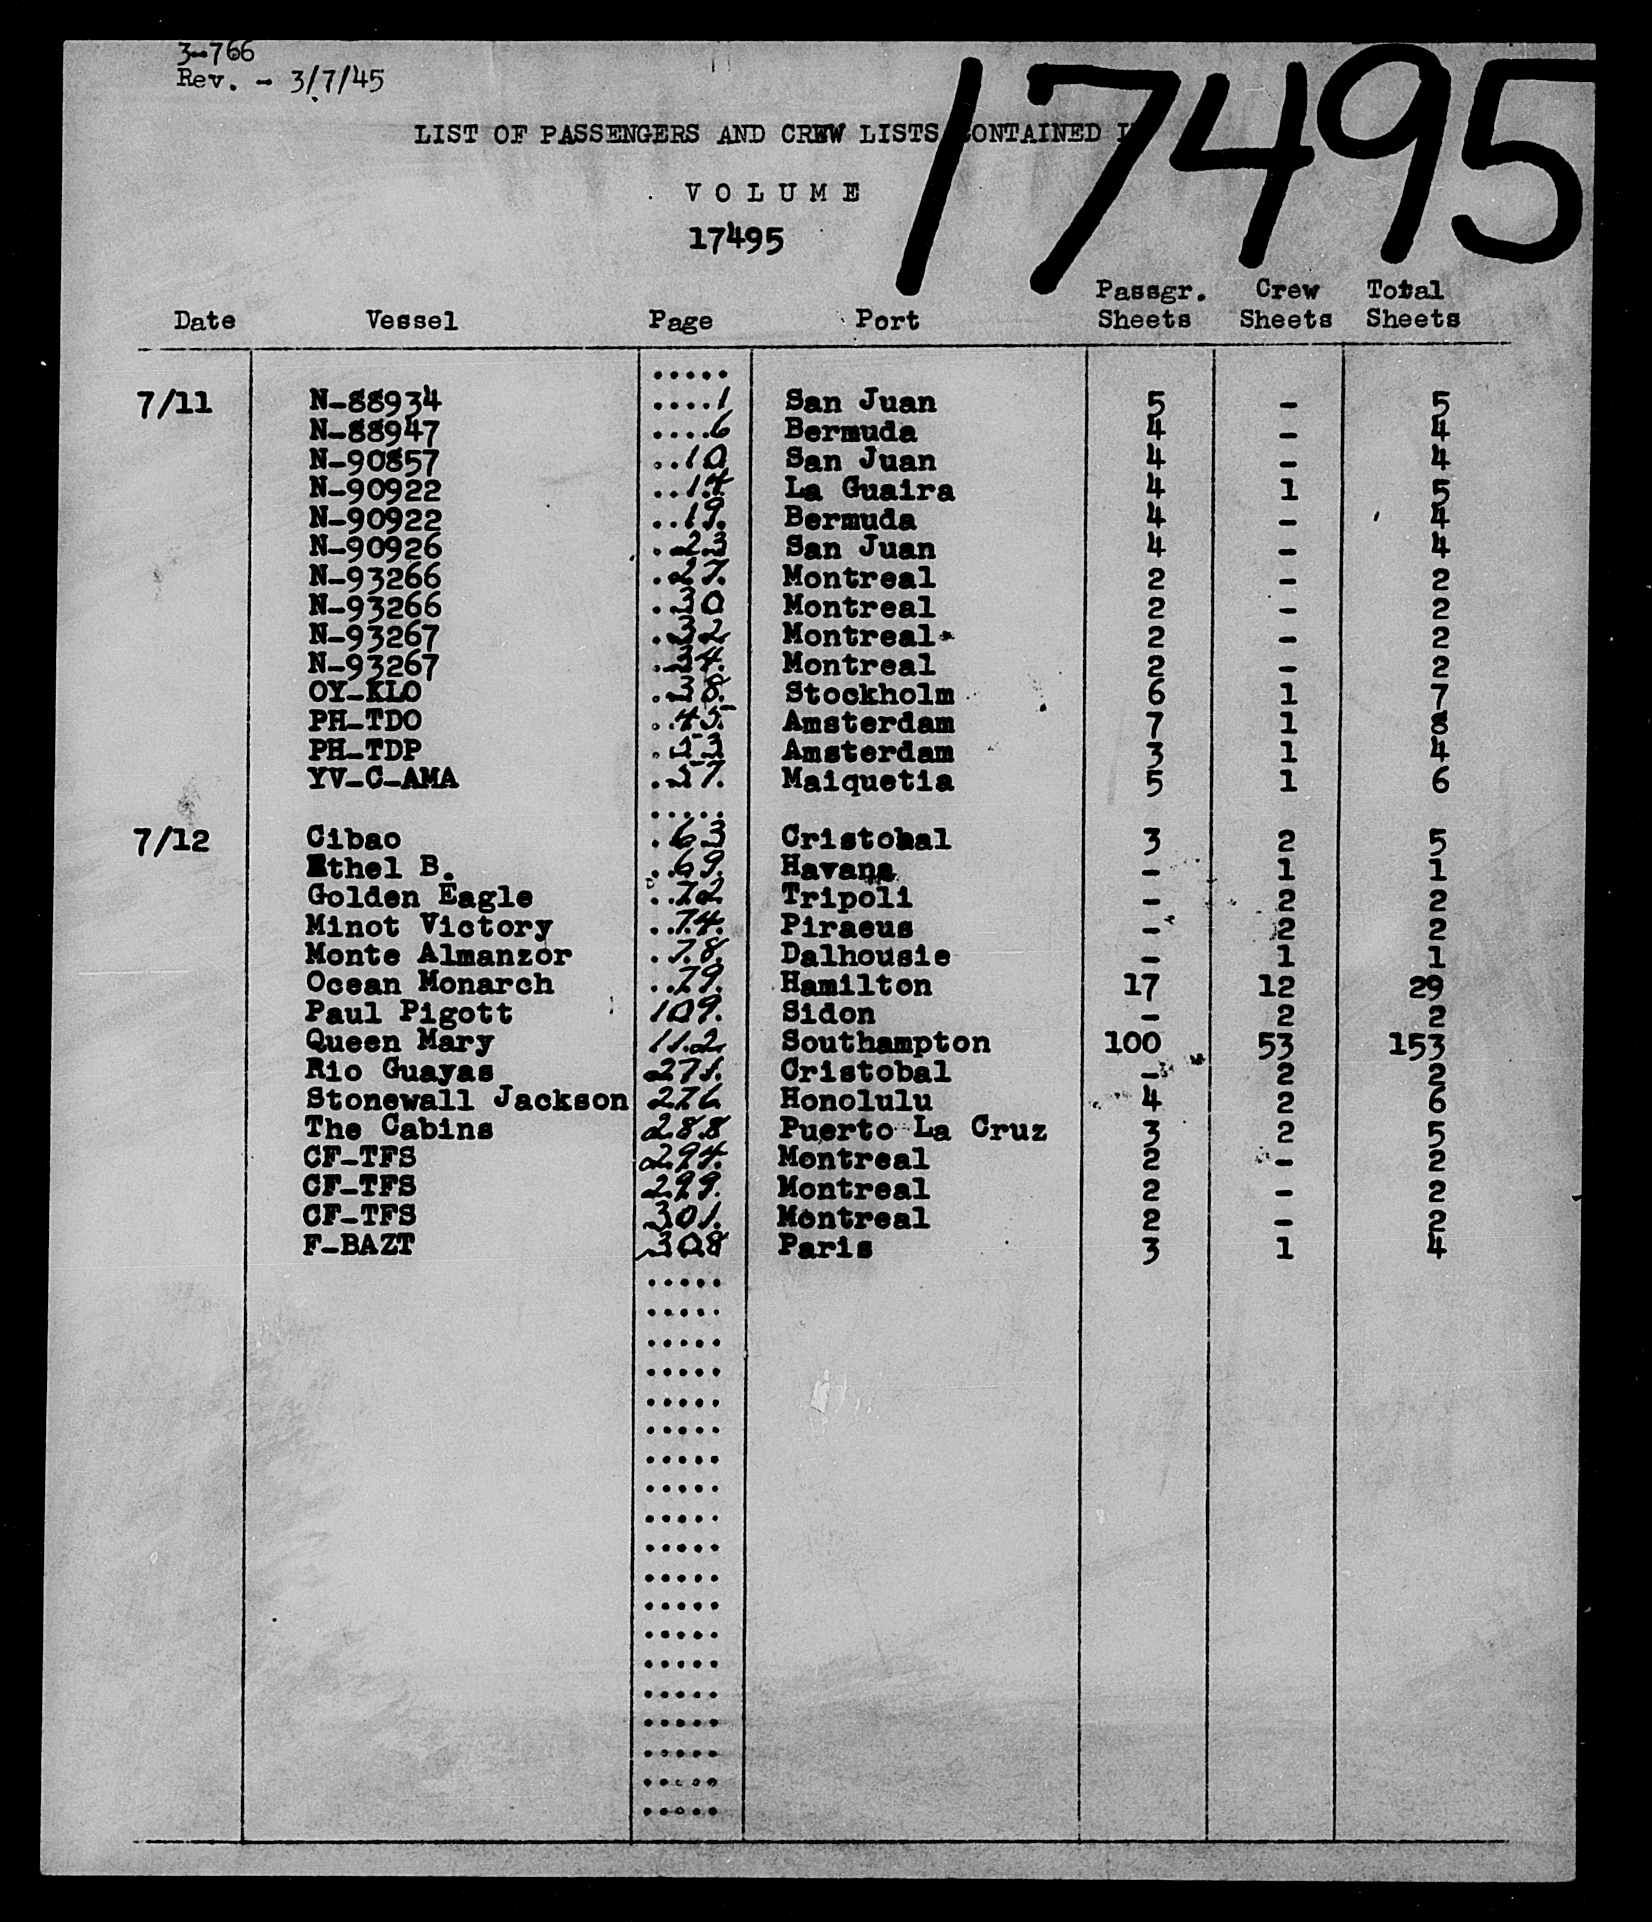 3-766
Rev. - 3/7/45
17495
LIST OF PASSENGERS AND CREW LISTS CONTAINED I
VOLUME
17495
Date Vessel Page Port Passgr. Sheets Crew Sheets Total Sheets
7/11 N-88934 1 San Juan 5 - 5
N-88947 6 Bermuda 4 - 4
N-90857 10 San Juan 4 - 4
N-90922 14 La Guaira 4 1 5
N-90922 19 Bermuda 4 - 4
N-90926 23 San Juan 4 - 4
N-93266 27 Montreal 2 - 2
N-93266 30 Montreal 2 - 2
N-93267 32 Montreal 2 - 2
N-93267 34 Montreal 2 - 2
OY-KLO 38 Stockholm 6 1 7
PH-TDO 45 Amsterdam 7 1 8
PH-TDP 53 Amsterdam 3 1 4
YV-C-AMA 57 Maiquetia 5 1 6
7/12 Cibao 63 Cristobal 3 2 5
Ethel B. 69 Havana - 1 1
Golden Eagle 72 Tripoli - 2 2
Minot Victory 74 Piraeus - 2 2
Monte Almanzor 78 Dalhousie - 1 1
Ocean Monarch 79 Hamilton 17 12 29
Paul Pigott 109 Sidon - 2 2
Queen Mary 112 Southampton 100 53 153
Rio Guayas 271 Cristobal - 2 2
Stonewall Jackson 276 Honolulu 4 2 6
The Cabins 288 Puerto La Cruz 3 2 5
CF-TFS 294 Montreal 2 - 2
CF-TFS 299 Montreal 2 - 2
CF-TFS 301 Montreal 2 - 2
F-BAZT 308 Paris 3 1 4